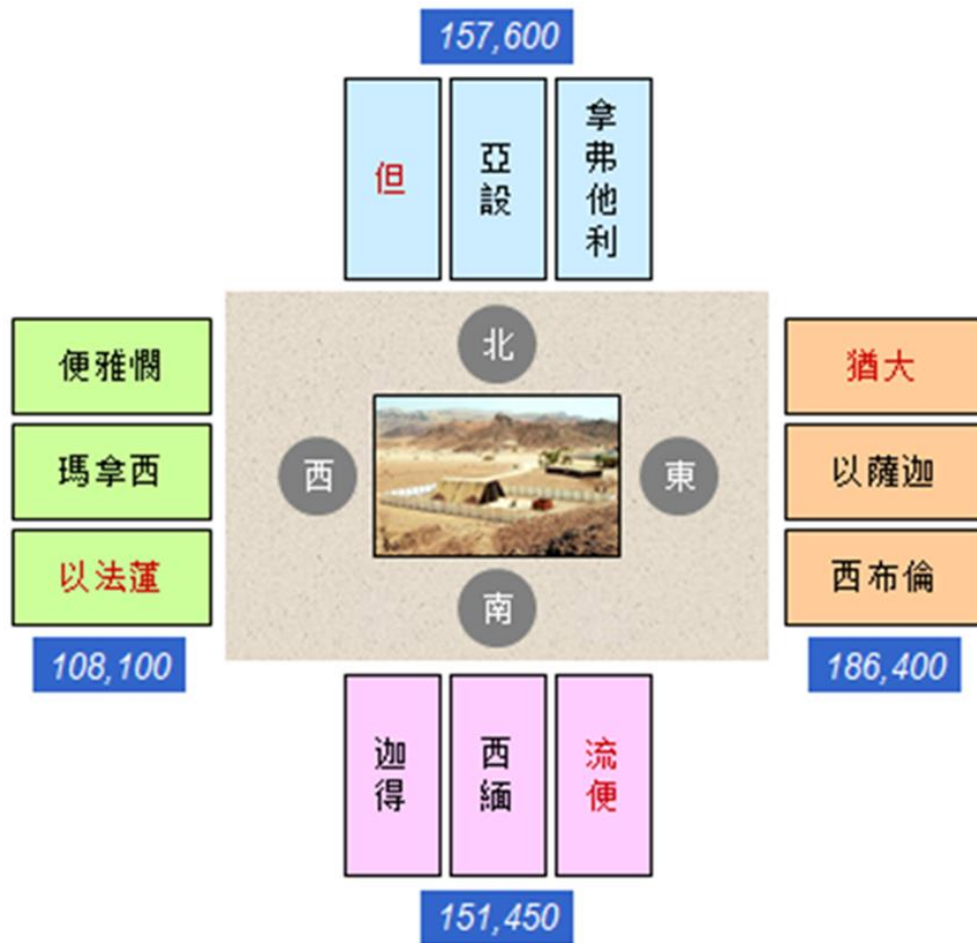 157,600
但
亞設
拿弗他利
便雅憫
瑪拿西
以法蓮
108,100
北
西
東
南
猶大
以薩迦
西布倫
186,400
迦得
西緬
流便
151,450